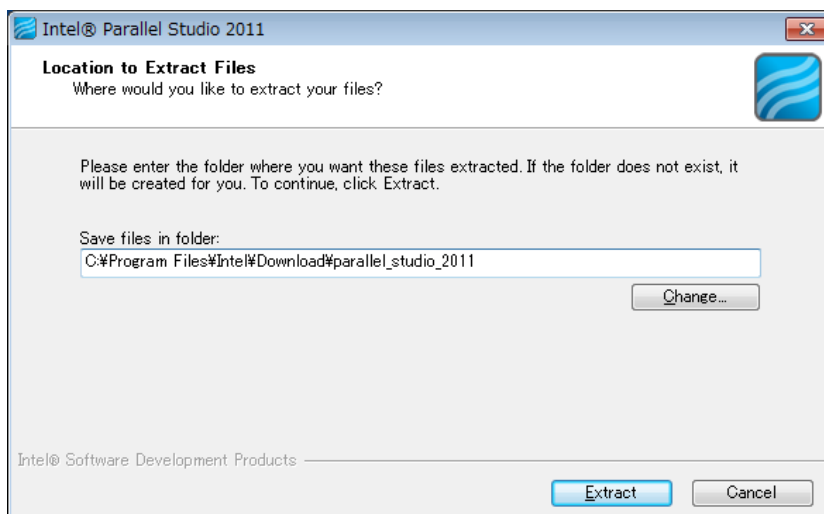 Intel® Parallel Studio 2011
Location to Extract Files
Where would you like to extract your files?
Please enter the folder where you want these files extracted. If the folder does not exist, it
will be created for you. To continue, click Extract.
Save files in folder:
C:¥Program Files¥Intel¥Download¥parallel_studio_2011
Change...
Intel® Software Development Products
Extract
Cancel